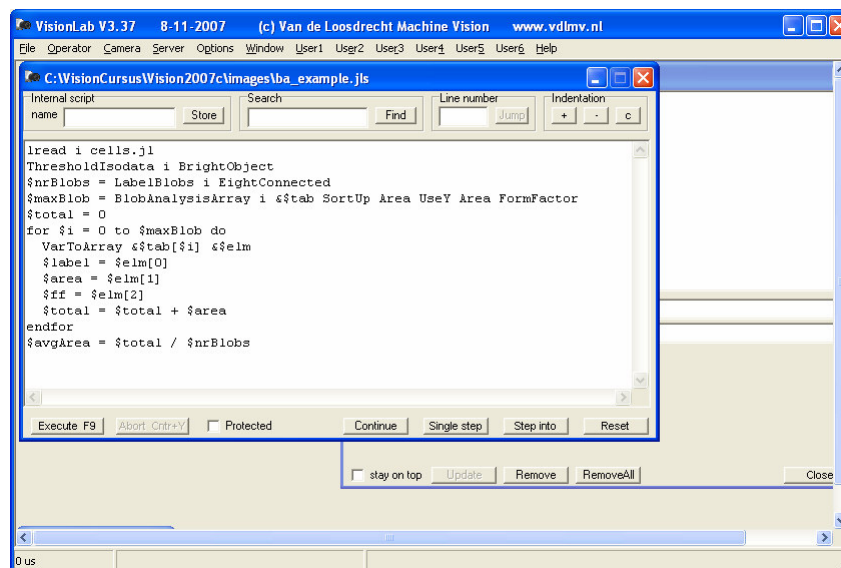 VisionLab V3.37 8-11-2007 (c) Van de Loosdrecht Machine Vision www.vdlmv.nl
File Operator Camera Server Options Window User1 User2 User3 User4 User5 User6 Help
C:\VisionCursus\Vision2007c\images\ba_example.jls
Internal script Search Line number Indentation
name Store Find Jump + - c
lread i cells.jl
ThresholdIsodata i BrightObject
$nrBlobs = LabelBlobs i EightConnected
$maxBlob = BlobAnalysisArray i &$tab SortUp Area UseY Area FormFactor
$total = 0
for $i = 0 to $maxBlob do
VarToArray &$tab[$i] &$elm
$label = $elm[0]
$area = $elm[1]
$ff = $elm[2]
$total = $total + $area
endfor
$avgArea = $total / $nrBlobs
Execute F9 Abort Cntr+Y Protected Continue Single step Step into Reset
stay on top Update Remove RemoveAll Close
0 us